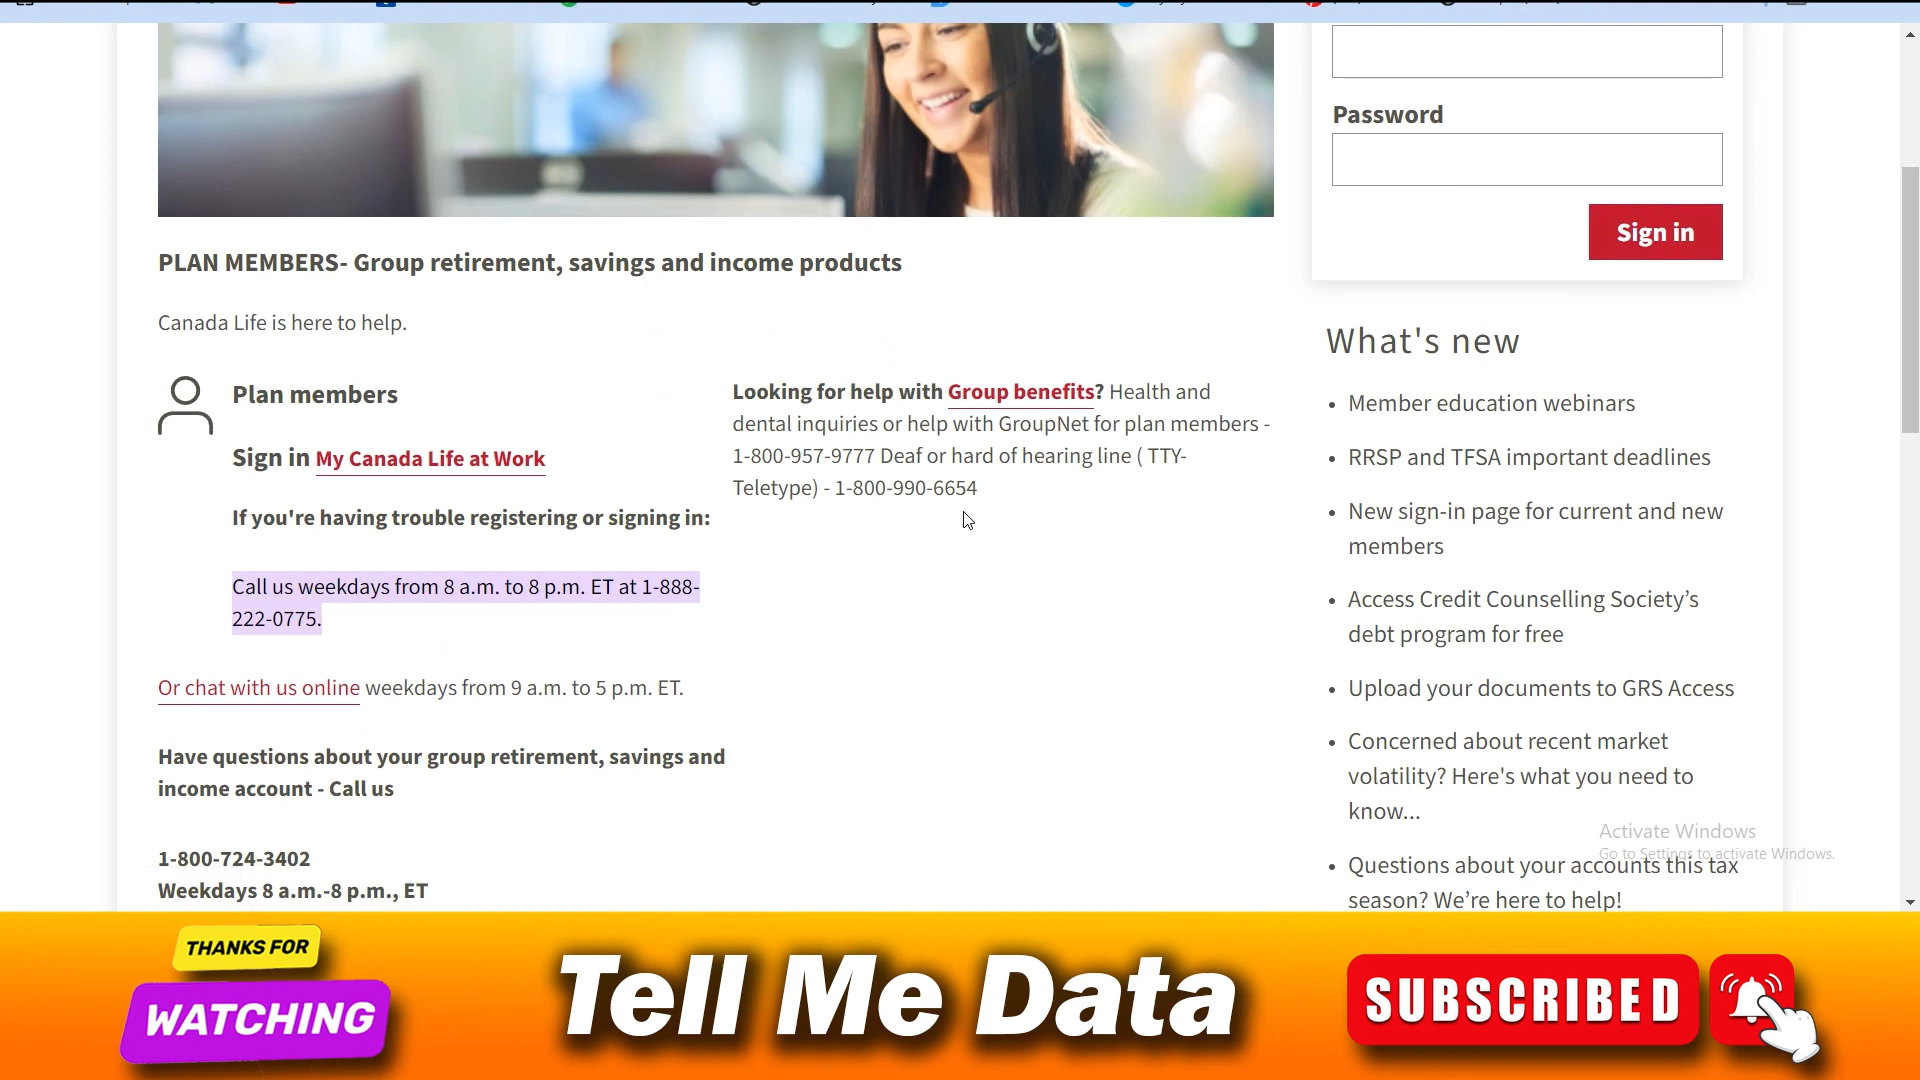 PLAN MEMBERS- Group retirement, savings and income products
Canada Life is here to help.
Plan members
Sign in My Canada Life at Work
If you're having trouble registering or signing in:
Call us weekdays from 8 a.m. to 8 p.m. ET at 1-888-
222-0775.
Or chat with us online weekdays from 9 a.m. to 5 p.m. ET.
Have questions about your group retirement, savings and
income account - Call us
1-800-724-3402
Weekdays 8 a.m.-8 p.m., ET
Looking for help with Group benefits? Health and
dental inquiries or help with GroupNet for plan members -
1-800-957-9777 Deaf or hard of hearing line ( TTY-
Teletype) - 1-800-990-6654
Password
Sign in
What's new
• Member education webinars
• RRSP and TFSA important deadlines
• New sign-in page for current and new
members
• Access Credit Counselling Society’s
debt program for free
• Upload your documents to GRS Access
• Concerned about recent market
volatility? Here's what you need to
know...
• Questions about your accounts this tax
season? We’re here to help!
Activate Windows
Go to Settings to activate Windows.
THANKS FOR
WATCHING
Tell Me Data
SUBSCRIBED